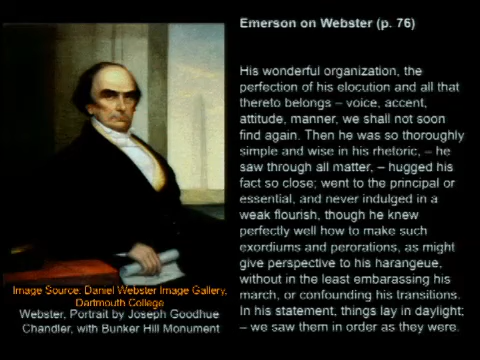 Emerson on Webster (p. 76)
His wonderful organization, the
perfection of his elocution and all that
thereto belongs – voice, accent,
attitude, manner, we shall not soon
find again. Then he was so thoroughly
simple and wise in his rhetoric, – he
saw through all matter, – hugged his
fact so close; went to the principal or
essential, and never indulged in a
weak flourish, though he knew
perfectly well how to make such
exordiums and perorations, as might
give perspective to his harangeue,
without in the least embarassing his
march, or confounding his transitions.
In his statement, things lay in daylight;
– we saw them in order as they were.
Image Source: Daniel Webster Image Gallery,
Dartmouth College
Webster, Portrait by Joseph Goodhue
Chandler, with Bunker Hill Monument